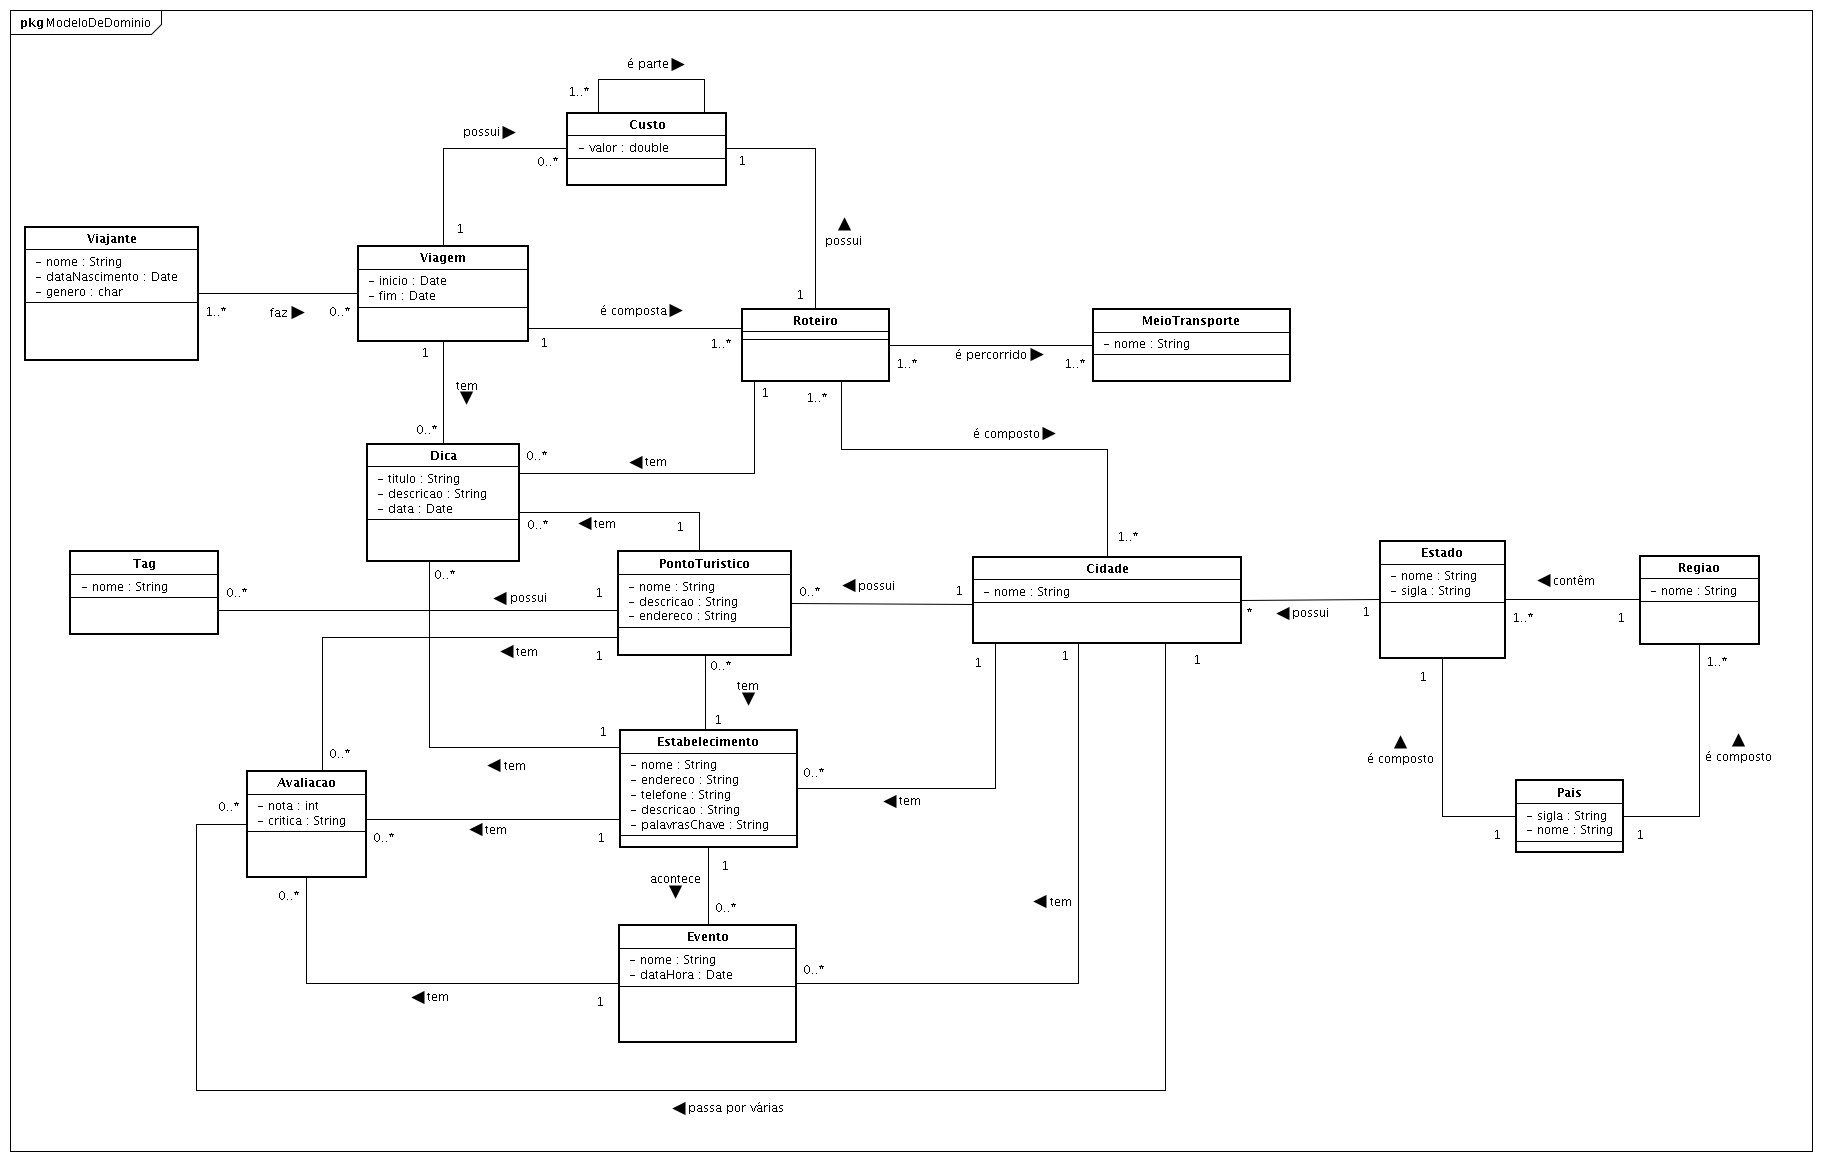 pkg ModeloDeDominio
é parte ▶
1..*
Custo
- valor : double
possui ▶
0..*
1
1
possui
1
Viajante
- nome : String
- dataNascimento : Date
- genero : char
1..*
faz ▶
0..*
Viagem
- inicio : Date
- fim : Date
é composta ▶
1
1..*
1
tem
0..*
Roteiro
1..*
é percorrido ▶
1..*
MeioTransporte
- nome : String
1
1..*
é composto ▶
1..*
Dica
- titulo : String
- descricao : String
- data : Date
0..*
◀ tem
0..*
◀ tem
1
0..*
Tag
- nome : String
0..*
◀ possui
1
PontoTuristico
- nome : String
- descricao : String
- endereco : String
0..*
◀ possui
1
Cidade
- nome : String
*
◀ possui
1
Estado
- nome : String
- sigla : String
1..*
◀ contêm
1
Regiao
- nome : String
◀ tem
1
0..*
tem
1
1
1
1
1
1..*
1
◀ tem
0..*
Estabelecimento
- nome : String
- endereco : String
- telefone : String
- descricao : String
- palavrasChave : String
0..*
◀ tem
é composto
é composto
Pais
- sigla : String
- nome : String
1
1
0..*
Avaliacao
- nota : int
- critica : String
0..*
◀ tem
1
1
acontece
0..*
0..*
◀ tem
Evento
- nome : String
- dataHora : Date
0..*
◀ tem
1
◀ passa por várias